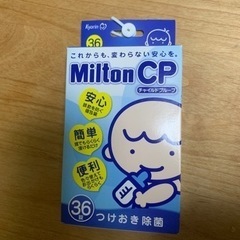 Kyorin
36
これからも、変わらない安心を。
Milton CP
チャイルドプルーフ
安心
簡単
便利
36
つけおき除菌